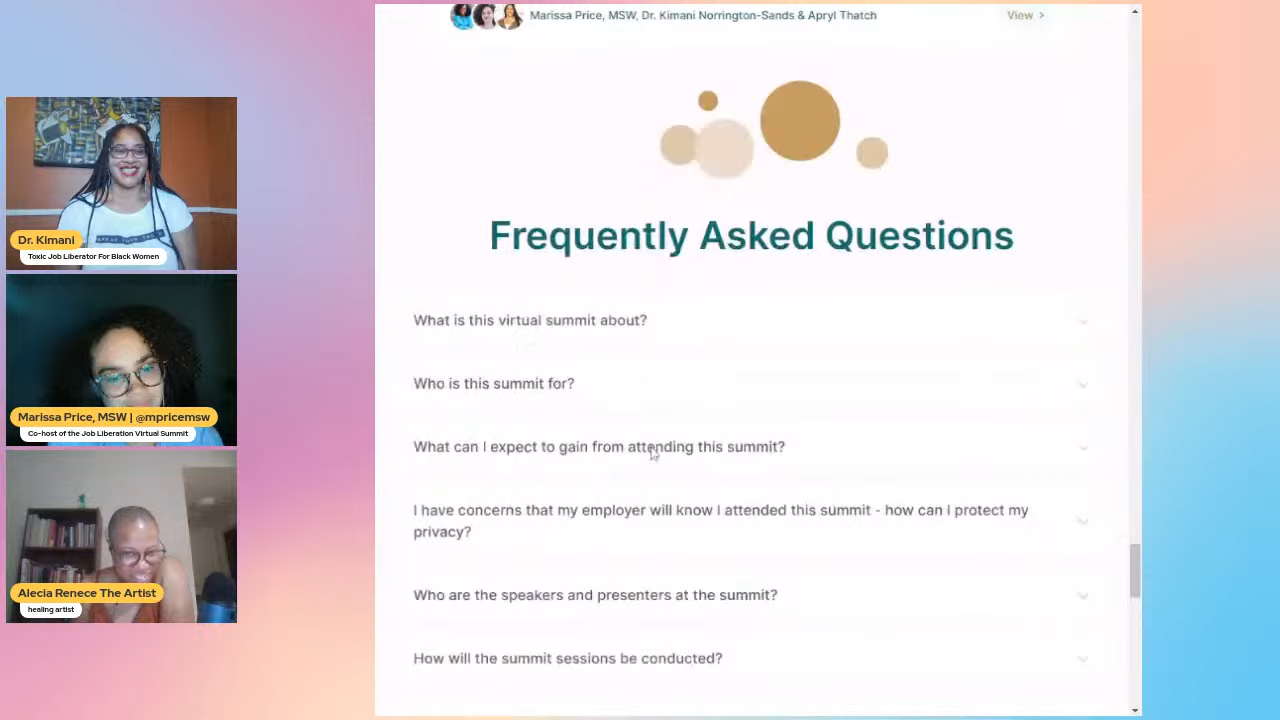 Marissa Price, MSW, Dr. Kimani Norrington-Sands & Apryl Thatch
View >
Dr. Kimani
Toxic Job Liberator For Black Women
Marissa Price, MSW | @mpricemsw
Co-host of the Job Liberation Virtual Summit
Alecia Renece The Artist
healing artist
Frequently Asked Questions
What is this virtual summit about?
Who is this summit for?
What can I expect to gain from attending this summit?
I have concerns that my employer will know I attended this summit - how can I protect my
privacy?
Who are the speakers and presenters at the summit?
How will the summit sessions be conducted?